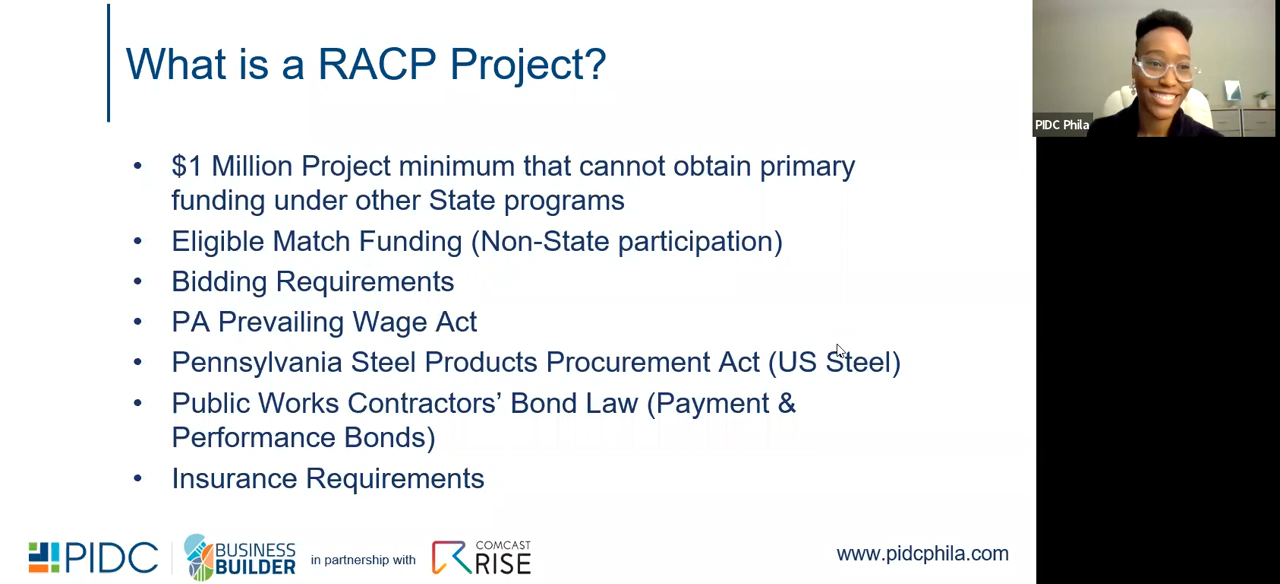 What is a RACP Project?
• $1 Million Project minimum that cannot obtain primary
funding under other State programs
• Eligible Match Funding (Non-State participation)
• Bidding Requirements
• PA Prevailing Wage Act
• Pennsylvania Steel Products Procurement Act (US Steel)
• Public Works Contractors’ Bond Law (Payment &
Performance Bonds)
• Insurance Requirements
PIDC
BUSINESS
BUILDER
in partnership with
COMCAST
RISE
www.pidcphila.com
PIDC Phila